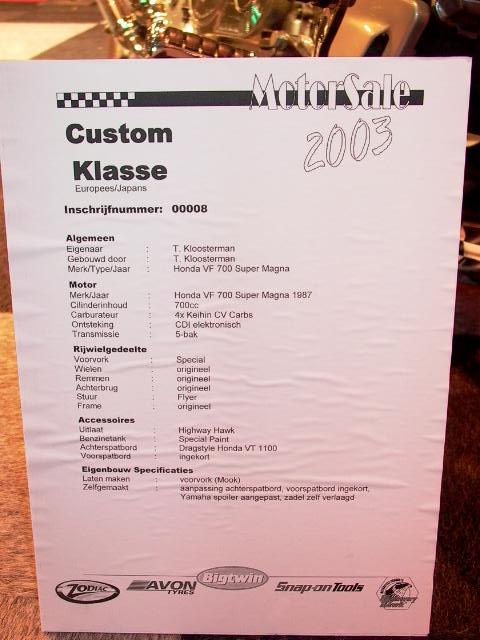 MotorSale
2003
Custom
Klasse
Europees/Japans
Inschrijfnummer: 00008
Algemeen
Eigenaar : T. Kloosterman
Gebouwd door : T. Kloosterman
Merk/Type/Jaar : Honda VF 700 Super Magna
Motor
Merk/Jaar : Honda VF 700 Super Magna 1987
Cilinderinhoud : 700cc
Carburateur : 4x Keihin CV Carbs
Ontsteking : CDI elektronisch
Transmissie : 5-bak
Rijwielgedeelte
Voorvork : Special
Wielen : origineel
Remmen : origineel
Achterbrug : origineel
Stuur : Flyer
Frame : origineel
Accessoires
Uitlaat : Highway Hawk
Benzinetank : Special Paint
Achterspatbord : Dragstyle Honda VT 1100
Voorspatbord : ingekort
Eigenbouw Specificaties
Laten maken : voorvork (Mook)
Zelfgemaakt : aanpassing achterspatbord, voorspatbord ingekort,
Yamaha spoiler aangepast, zadel zelf verlaagd
ZODIAC AVON TYRES Bigtwin Snap-on Tools